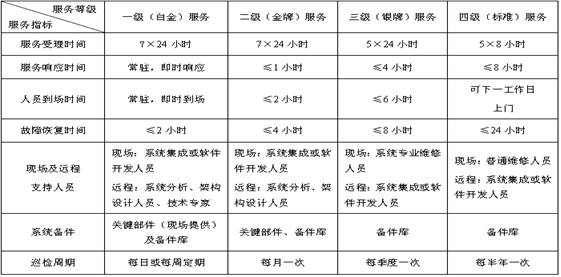 服务等级
服务指标
一级（白金）服务
二级（金牌）服务
三级（银牌）服务
四级（标准）服务
服务受理时间
7×24 小时
7×24 小时
5×24 小时
5×8 小时
服务响应时间
常驻，即时响应
≤1 小时
≤4 小时
≤8 小时
人员到场时间
常驻，即时到场
≤2 小时
≤6 小时
可下一工作日
上门
故障恢复时间
≤2 小时
≤4 小时
≤8 小时
≤24 小时
现场及远程
支持人员
现场：系统集成或软件
开发人员
远程：系统分析、架构
设计人员、技术专家
现场：系统集成或软
件开发人员
远程：系统分析、架
构设计人员
现场：系统专业维修
人员
远程：系统集成或软
件开发人员
现场：普通维修人员
远程：系统集成或软
件开发人员
系统备件
关键部件（现场提供）
及备件库
关键部件、备件库
备件库
备件库
巡检周期
每日或每周定期
每月一次
每季度一次
每半年一次